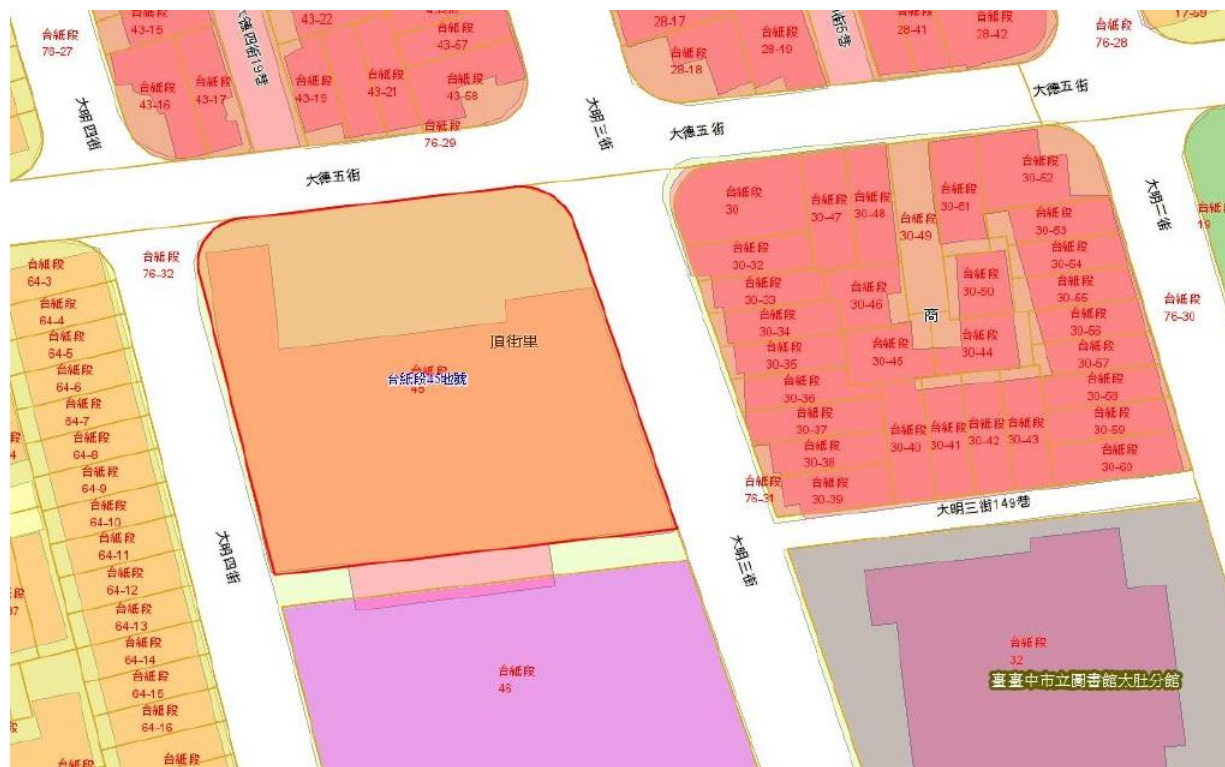 台紙段
76-27
43-15
43-22
台紙段
43-57
28-17
台紙段
28-19
28-41
台紙段
28-42
台紙段
76-28
17-59
台紙段
43-16
台紙段
43-17
台紙段
43-19
台紙段
43-21
台紙段
43-58
台紙段
28-18
大德五街
大明四街
大明三街
大德五街
台紙段
76-29
大德五街
台紙段
30
台紙段
30-47
台紙段
30-48
台紙段
30-49
台紙段
30-51
台紙段
30-52
大明二街
台紙段
19
台紙段
76-32
台紙段
64-3
台紙段
64-4
台紙段
64-5
台紙段
64-6
台紙段
64-7
台紙段
64-8
台紙段
64-9
台紙段
64-10
台紙段
64-11
台紙段
64-12
台紙段
64-13
台紙段
64-14
台紙段
64-15
台紙段
64-16
台紙段
頂街里
台紙段45地號
台紙段
30-32
台紙段
30-33
台紙段
30-34
台紙段
30-35
台紙段
30-36
台紙段
30-37
台紙段
30-38
台紙段
30-39
台紙段
30-46
台紙段
30-45
商
台紙段
30-50
台紙段
30-44
台紙段
30-53
台紙段
30-54
台紙段
30-55
台紙段
30-56
台紙段
30-57
台紙段
30-58
台紙段
30-59
台紙段
30-60
台紙段
30-40
台紙段
30-41
台紙段
30-42
台紙段
30-43
台紙段
76-30
台紙段
76-31
大明三街149巷
大明四街
大明三街
台紙段
46
台紙段
32
臺臺中市立圖書館大肚分館